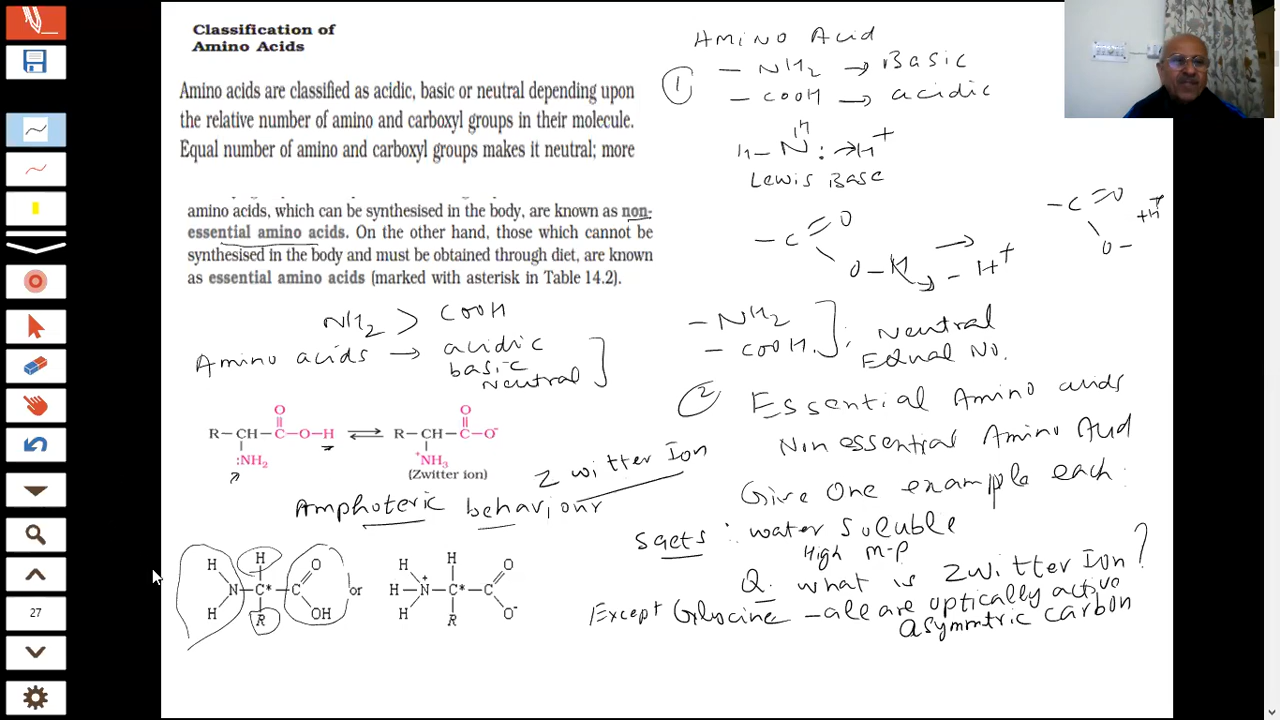 Classification of
Amino Acids
Amino acids are classified as acidic, basic or neutral depending upon
the relative number of amino and carboxyl groups in their molecule.
Equal number of amino and carboxyl groups makes it neutral; more
amino acids, which can be synthesised in the body, are known as non-
essential amino acids. On the other hand, those which cannot be
synthesised in the body and must be obtained through diet, are known
as essential amino acids (marked with asterisk in Table 14.2).
NH2 > COOH
Amino acids → acidic
basic
Neutral
R—CH—C—O—H ⇌ R—CH—C—O-
O
O
:NH2
+NH3
(Zwitter ion)
Zwitter Ion
Amphoteric behaviour
H H O
N—C*—C
H R OH
or
H H O
H—N+—C*—C
H R O-
Amino Acid
1
— NH2 → Basic
— COOH → acidic
H
H—N: → H+
Lewis Base
— C = O
O—H → — H+
— C = O
O— +H+
— NH2
— COOH. ] : Neutral
Equal No.
2 Essential Amino acids
Non essential Amino Acid
Give One example each.
Salts : water soluble
High m-p
Q. what is Zwitter Ion?
Except Glycine — all are optically active
asymmtric carbon
27